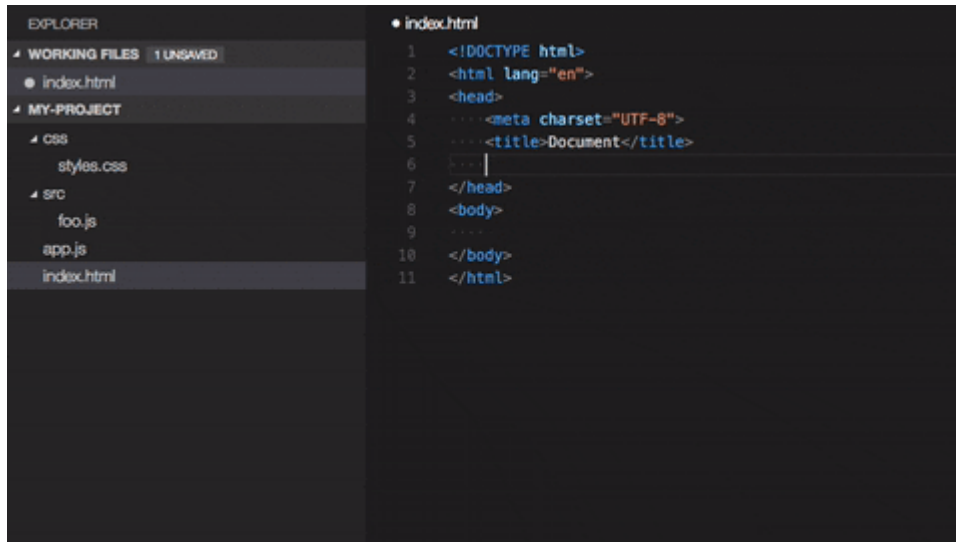 EXPLORER
WORKING FILES 1 UNSAVED
index.html
MY-PROJECT
css
styles.css
src
foo.js
app.js
index.html
index.html
1 <!DOCTYPE html>
2 <html lang="en">
3 <head>
4 ····<meta charset="UTF-8">
5 ····<title>Document</title>
6 ····
7 </head>
8 <body>
9 ····
10 </body>
11 </html>